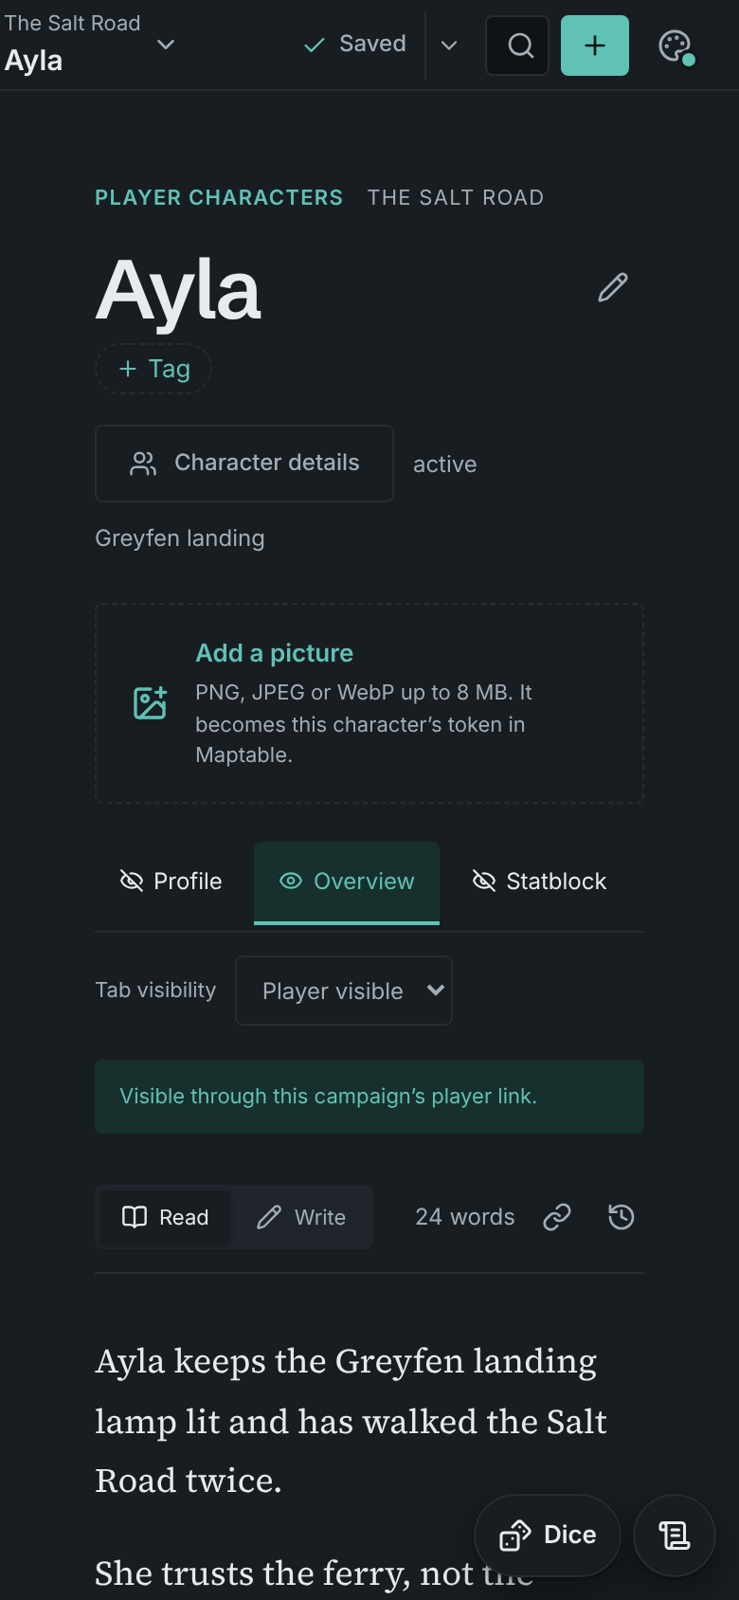 The Salt Road
Ayla
Saved
PLAYER CHARACTERS THE SALT ROAD
Ayla
+ Tag
Character details active
Greyfen landing
Add a picture
PNG, JPEG or WebP up to 8 MB. It
becomes this character’s token in
Maptable.
Profile Overview Statblock
Tab visibility Player visible
Visible through this campaign’s player link.
Read Write 24 words
Ayla keeps the Greyfen landing
lamp lit and has walked the Salt
Road twice.
She trusts the ferry, not
Dice